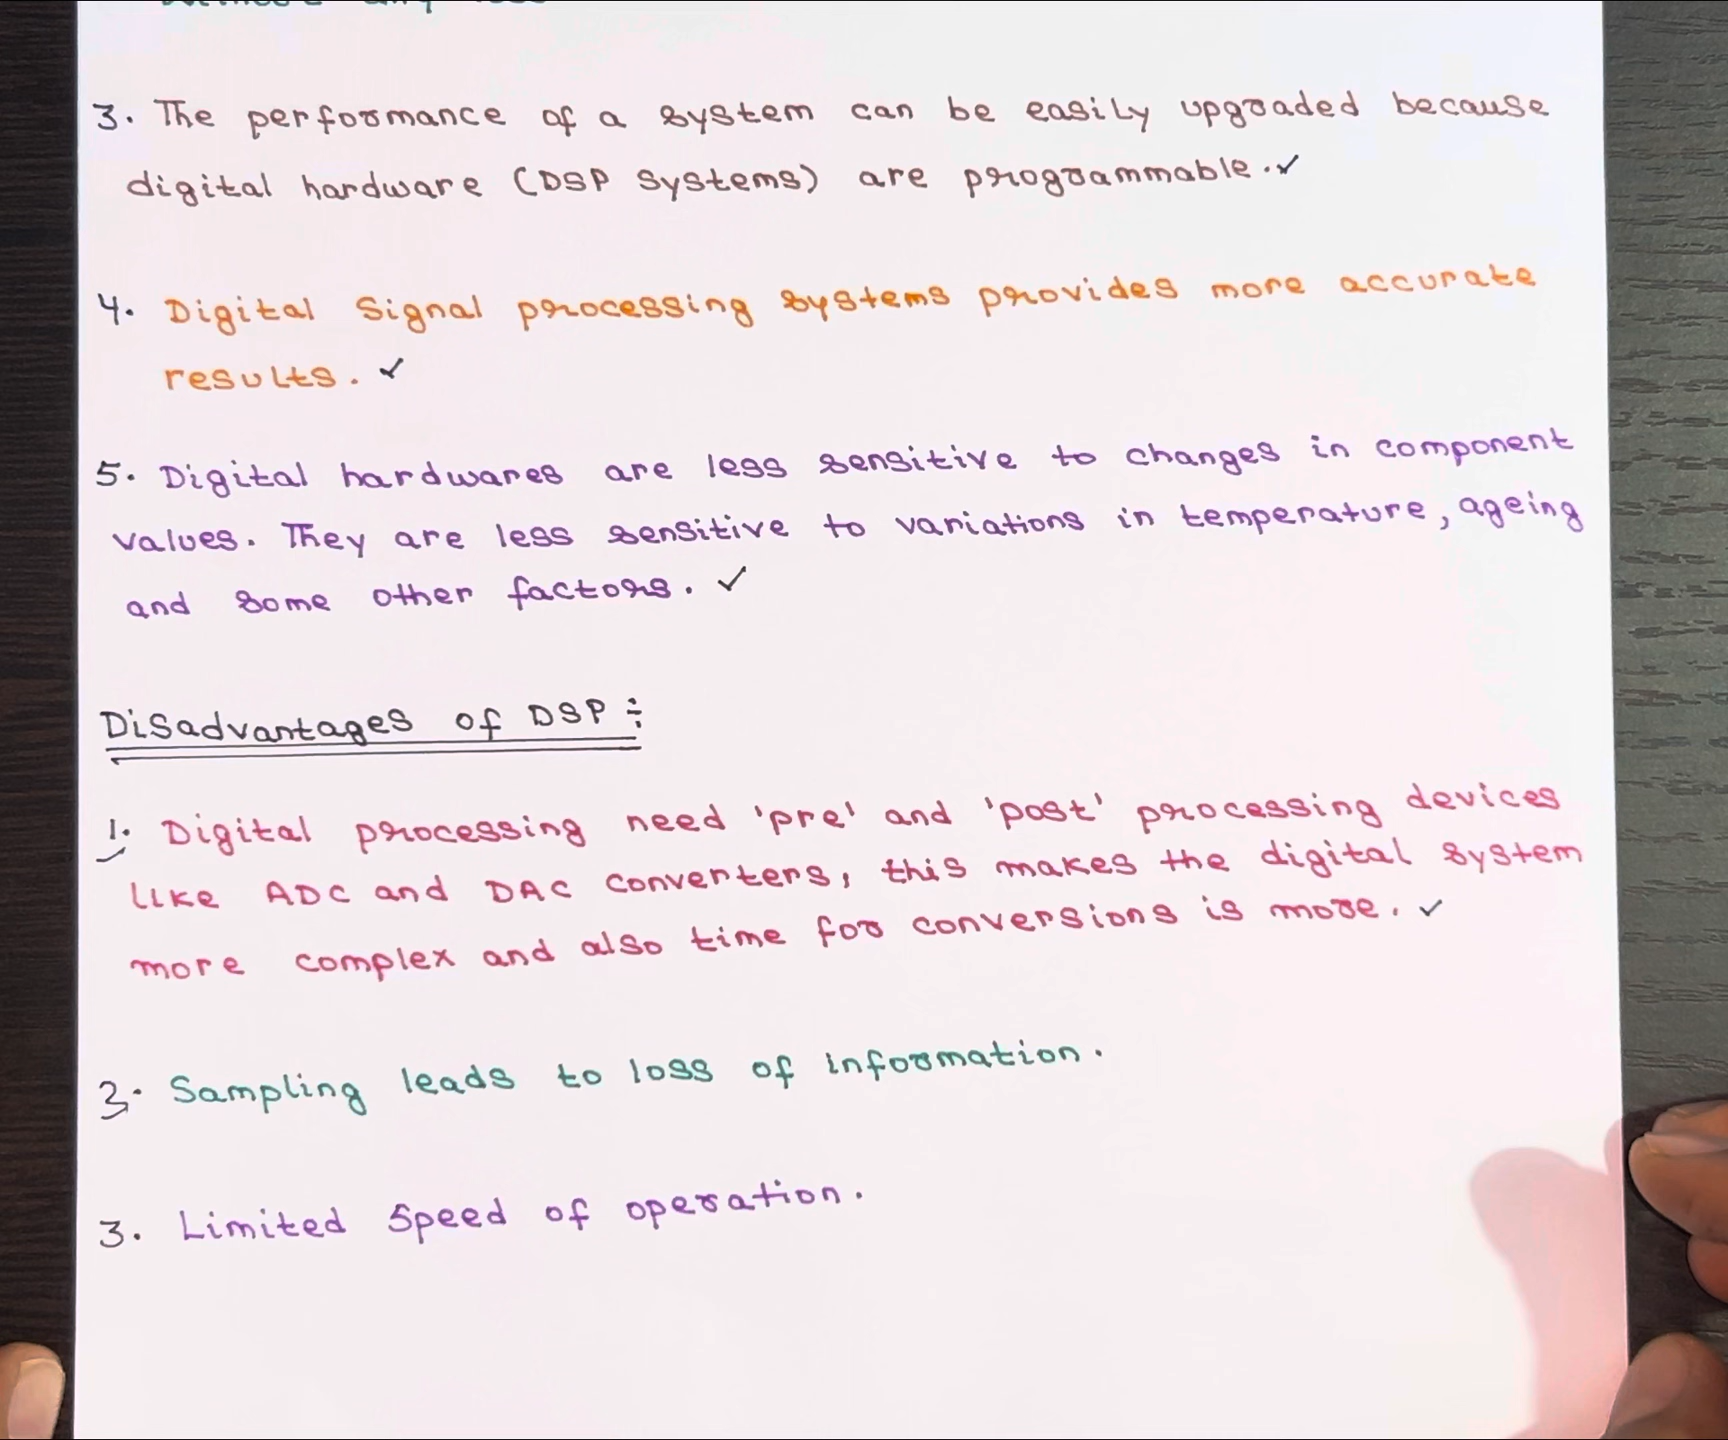 3. The performance of a system can be easily upgraded because
digital hardware (DSP systems) are programmable.✓
4. Digital Signal processing systems provides more accurate
results. ✓
5. Digital hardwares are less sensitive to changes in component
values. They are less sensitive to variations in temperature, ageing
and some other factors. ✓
Disadvantages of DSP :
1. Digital processing need 'pre' and 'post' processing devices
like ADC and DAC converters, this makes the digital system
more complex and also time for conversions is more. ✓
2. Sampling leads to loss of information.
3. Limited speed of operation.